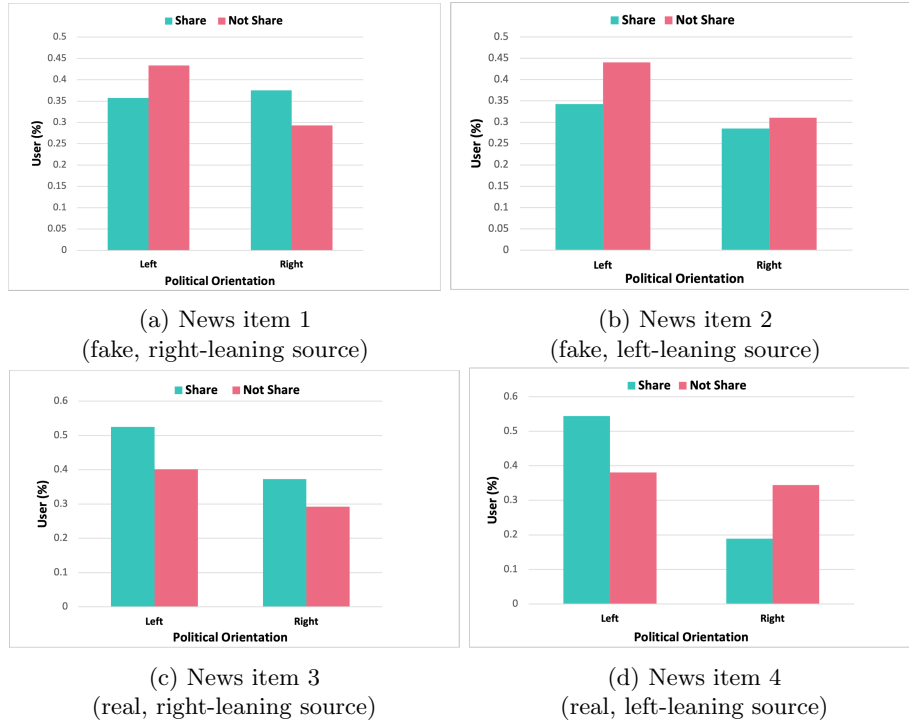 Share Not Share
0.5
0.45
0.4
0.35
0.3
0.25
0.2
0.15
0.1
0.05
0
User (%)
Left Right
Political Orientation
(a) News item 1
(fake, right-leaning source)
Share Not Share
0.5
0.45
0.4
0.35
0.3
0.25
0.2
0.15
0.1
0.05
0
User (%)
Left Right
Political Orientation
(b) News item 2
(fake, left-leaning source)
Share Not Share
0.6
0.5
0.4
0.3
0.2
0.1
0
User (%)
Left Right
Political Orientation
(c) News item 3
(real, right-leaning source)
Share Not Share
0.6
0.5
0.4
0.3
0.2
0.1
0
User (%)
Left Right
Political Orientation
(d) News item 4
(real, left-leaning source)